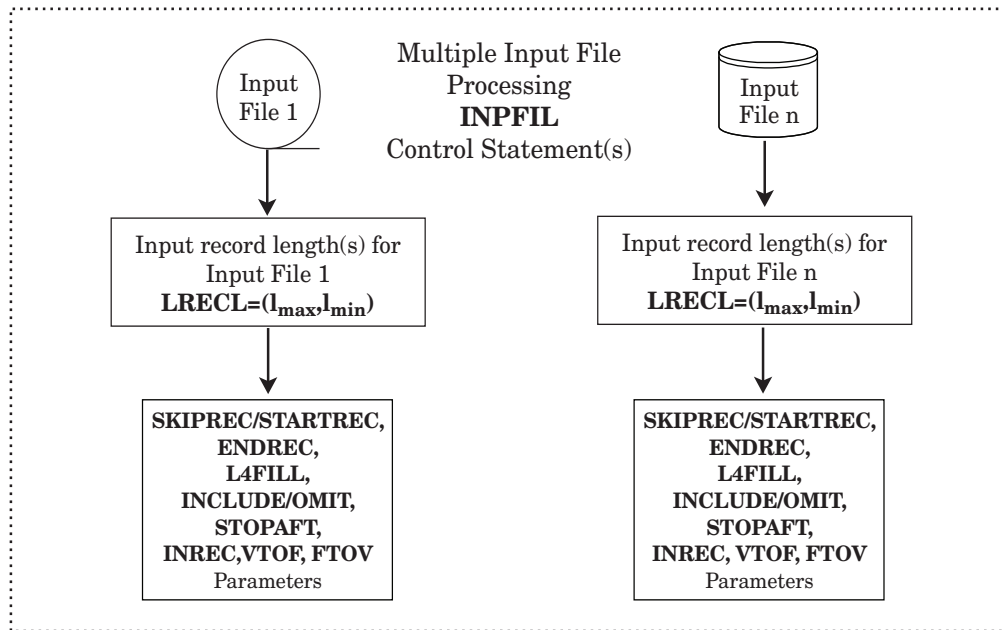 Input
File 1
Multiple Input File
Processing
INPFIL
Control Statement(s)
Input
File n
Input record length(s) for
Input File 1
LRECL=(lmax,lmin)
Input record length(s) for
Input File n
LRECL=(lmax,lmin)
SKIPREC/STARTREC,
ENDREC,
L4FILL,
INCLUDE/OMIT,
STOPAFT,
INREC,VTOF, FTOV
Parameters
SKIPREC/STARTREC,
ENDREC,
L4FILL,
INCLUDE/OMIT,
STOPAFT,
INREC, VTOF, FTOV
Parameters